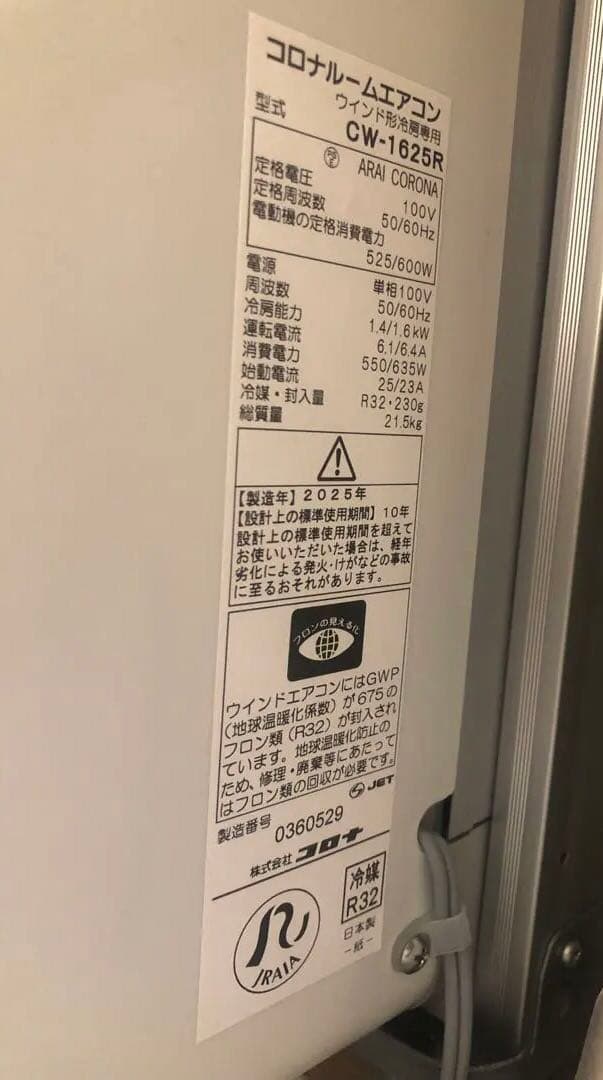 コロナルームエアコン
ウインド形冷房専用
型式 CW-1625R
PSE ARAI CORONA
定格電圧 100V
定格周波数 50/60Hz
電動機の定格消費電力
525/600W
電源 単相100V
周波数 50/60Hz
冷房能力 1.4/1.6kW
運転電流 6.1/6.4A
消費電力 550/635W
始動電流 25/23A
冷媒・封入量 R32・230g
総質量 21.5kg
【製造年】2025年
【設計上の標準使用期間】10年
設計上の標準使用期間を超えて
お使いいただいた場合は、経年
劣化による発火・けがなどの事故
に至るおそれがあります。
フロンの見える化
ウインドエアコンにはGWP
(地球温暖化係数)が675の
フロン類(R32)が封入され
ています。地球温暖化防止の
ため、修理・廃棄等にあたって
はフロン類の回収が必要です。
JET
製造番号 0360529
株式会社 コロナ
冷媒
R32
JRAIA
日本製
-紙-